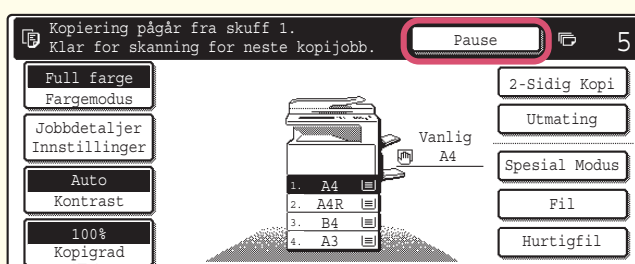 Kopiering pågår fra skuff 1.
Klar for skanning for neste kopijobb.
Pause
5
Full farge
Fargemodus
Jobbdetaljer
Innstillinger
Auto
Kontrast
100%
Kopigrad
1. A4
2. A4R
3. B4
4. A3
Vanlig
A4
2-Sidig Kopi
Utmating
Spesial Modus
Fil
Hurtigfil